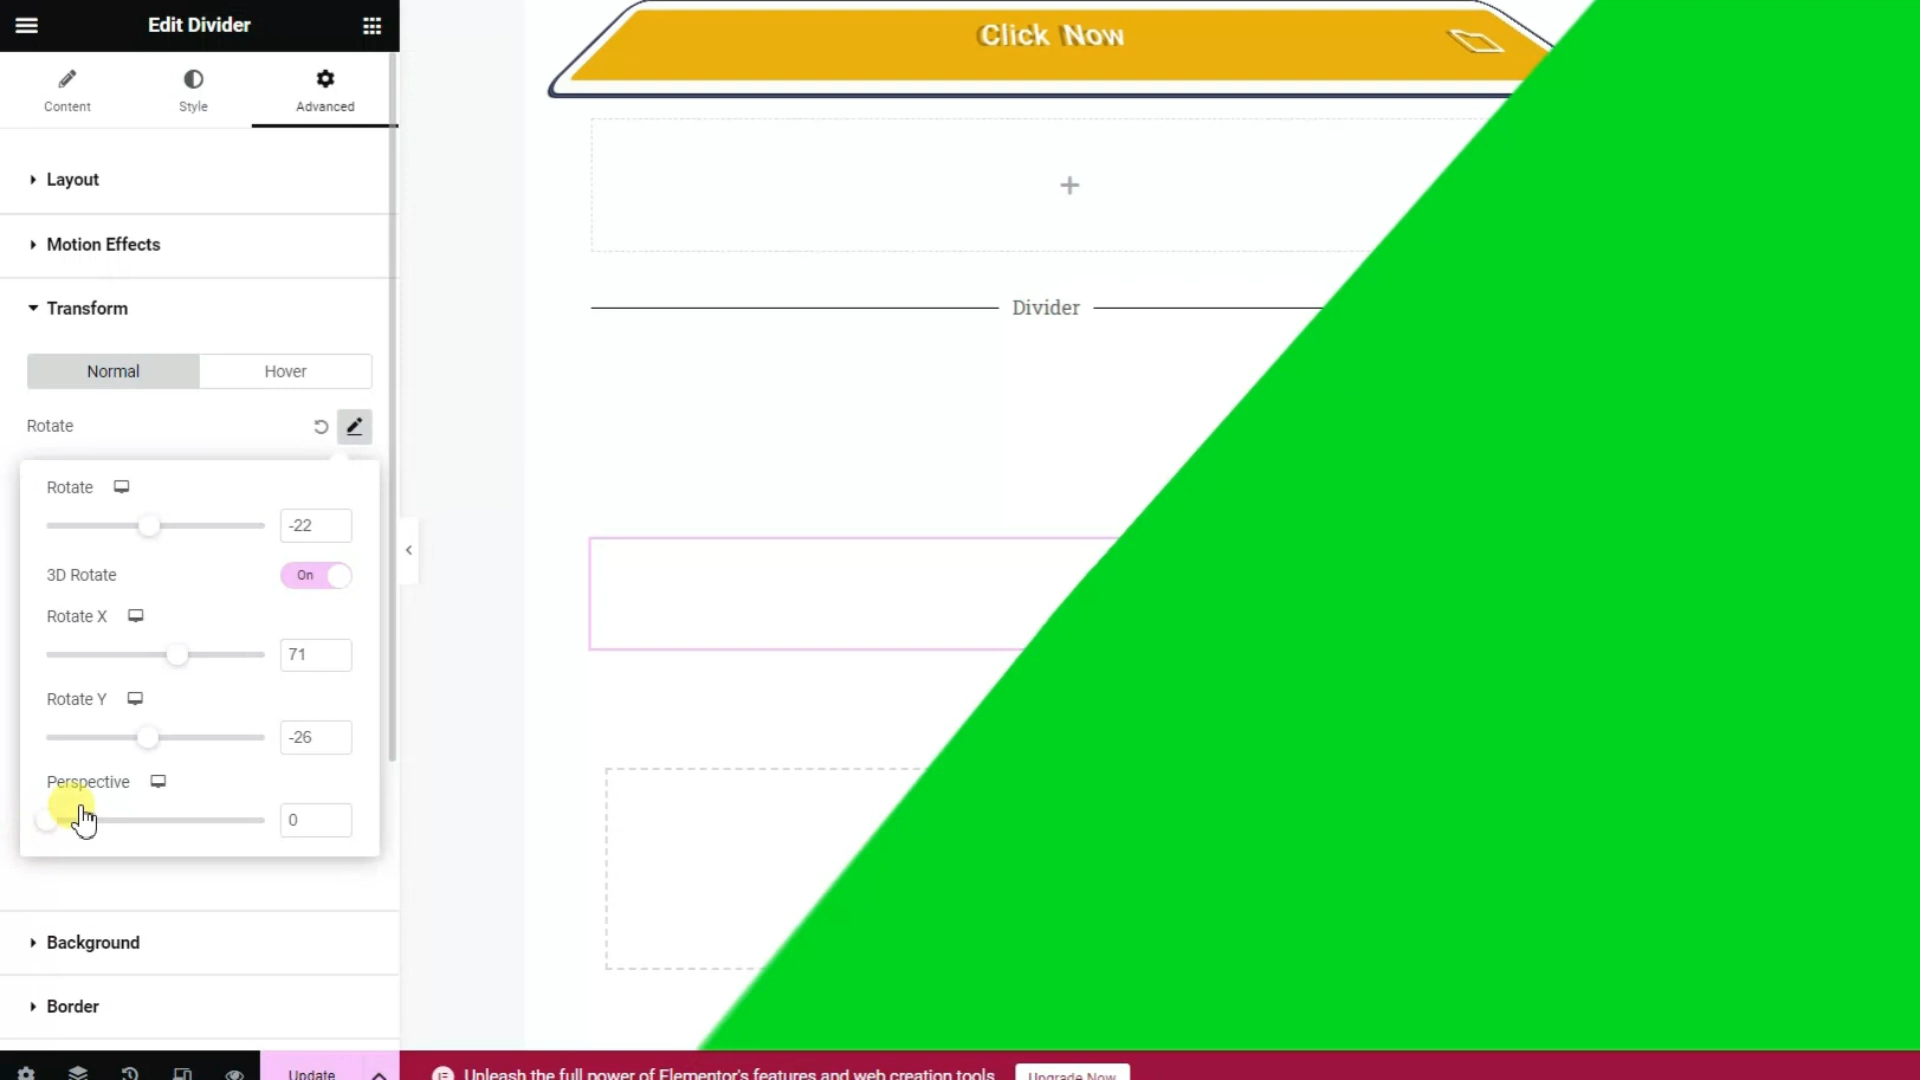 Edit Divider
Content
Style
Advanced
Layout
Motion Effects
Transform
Normal
Hover
Rotate
Rotate
-22
3D Rotate
On
Rotate X
71
Rotate Y
-26
Perspective
0
Background
Border
Update
Click Now
Divider
Unleash the full power of Elementor's features and web creation tools.
Upgrade Now